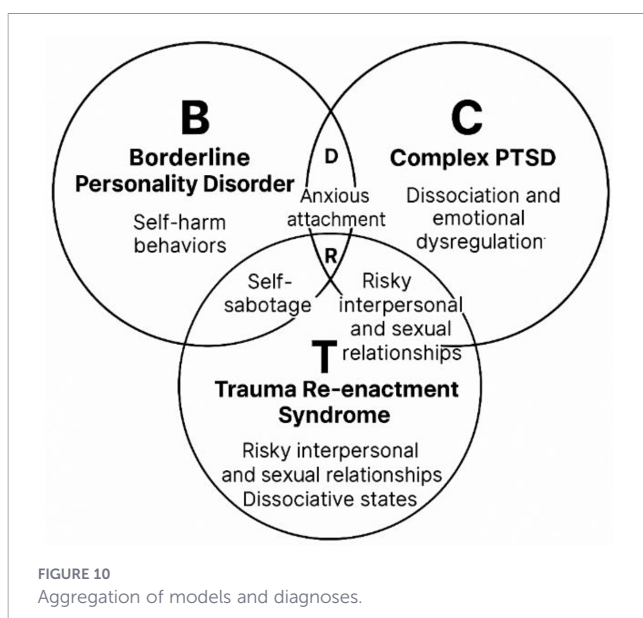 B
Borderline
Personality Disorder
Self-harm
behaviors
D
Anxious
attachment
C
Complex PTSD
Dissociation and
emotional
dysregulation
R
Self-
sabotage
Risky
interpersonal
and sexual
relationships
T
Trauma Re-enactment
Syndrome
Risky interpersonal
and sexual relationships
Dissociative states
FIGURE 10
Aggregation of models and diagnoses.